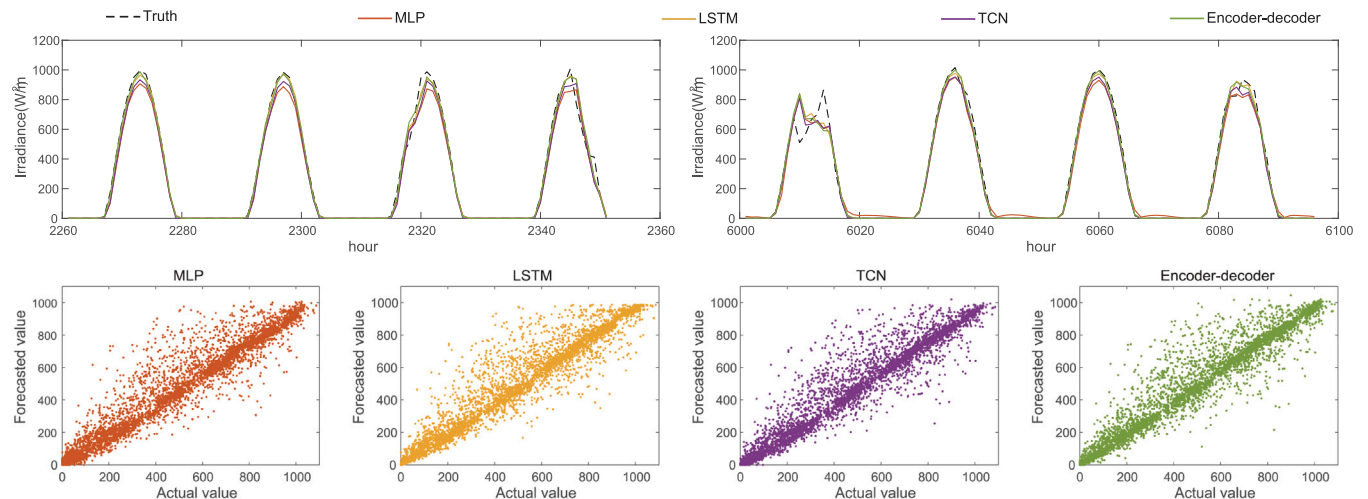 Truth MLP LSTM TCN Encoder-decoder
1200
1000
800
600
400
200
0
2260 2280 2300 2320 2340 2360
hour
Irradiance(W/m²)
1200
1000
800
600
400
200
0
6000 6020 6040 6060 6080 6100
hour
Irradiance(W/m²)
MLP
1000
800
600
400
200
0
0 200 400 600 800 1000
Actual value
Forecasted value
LSTM
1000
800
600
400
200
0
0 200 400 600 800 1000
Actual value
Forecasted value
TCN
1000
800
600
400
200
0
0 200 400 600 800 1000
Actual value
Forecasted value
Encoder-decoder
1000
800
600
400
200
0
0 200 400 600 800 1000
Actual value
Forecasted value